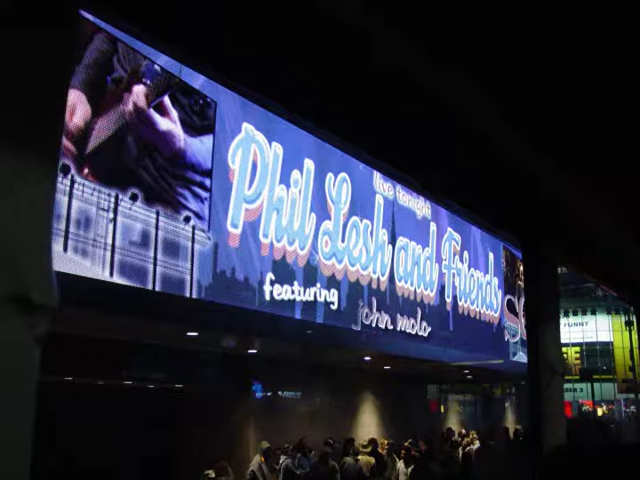 live tonight
Phil Lesh and Friends
featuring
john molo
FUNNY